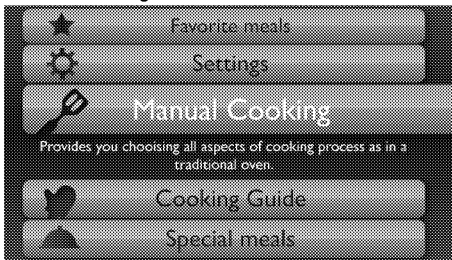 Favorite meals
Settings
Manual Cooking
Provides you chooising all aspects of cooking process as in a
traditional oven.
Cooking Guide
Special meals